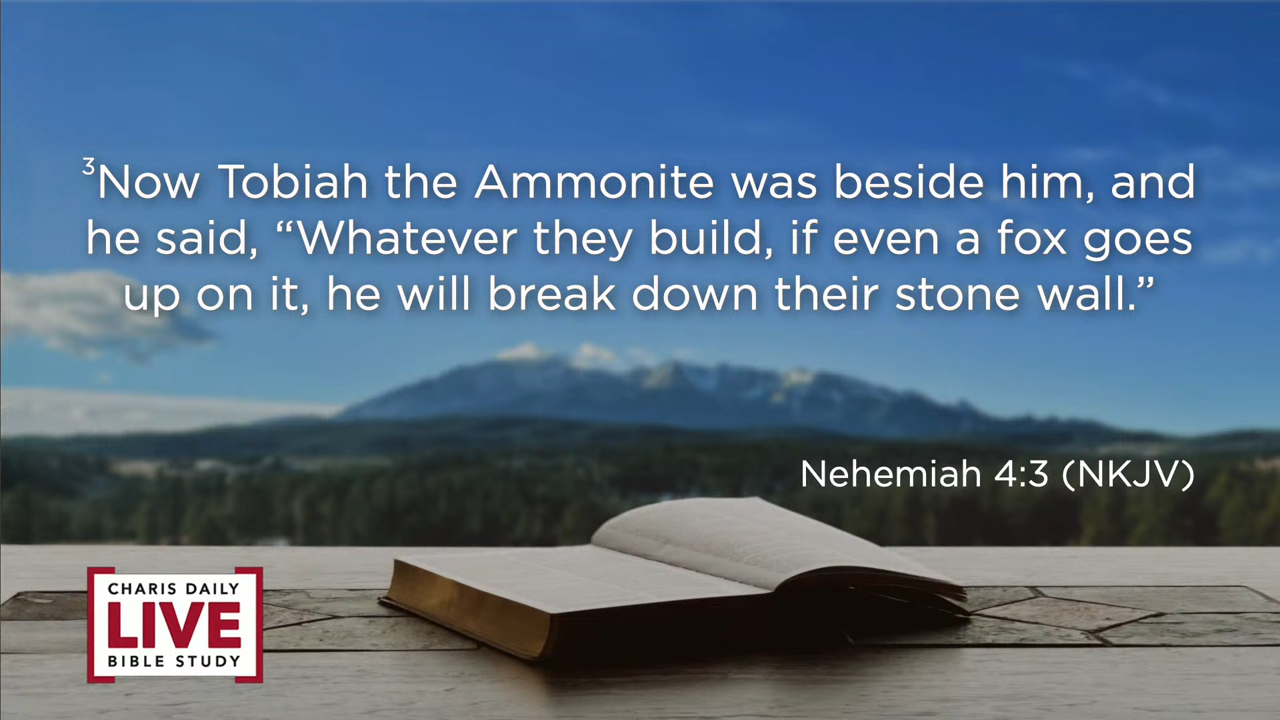 ³Now Tobiah the Ammonite was beside him, and
he said, “Whatever they build, if even a fox goes
up on it, he will break down their stone wall.”
Nehemiah 4:3 (NKJV)
CHARIS DAILY
LIVE
BIBLE STUDY